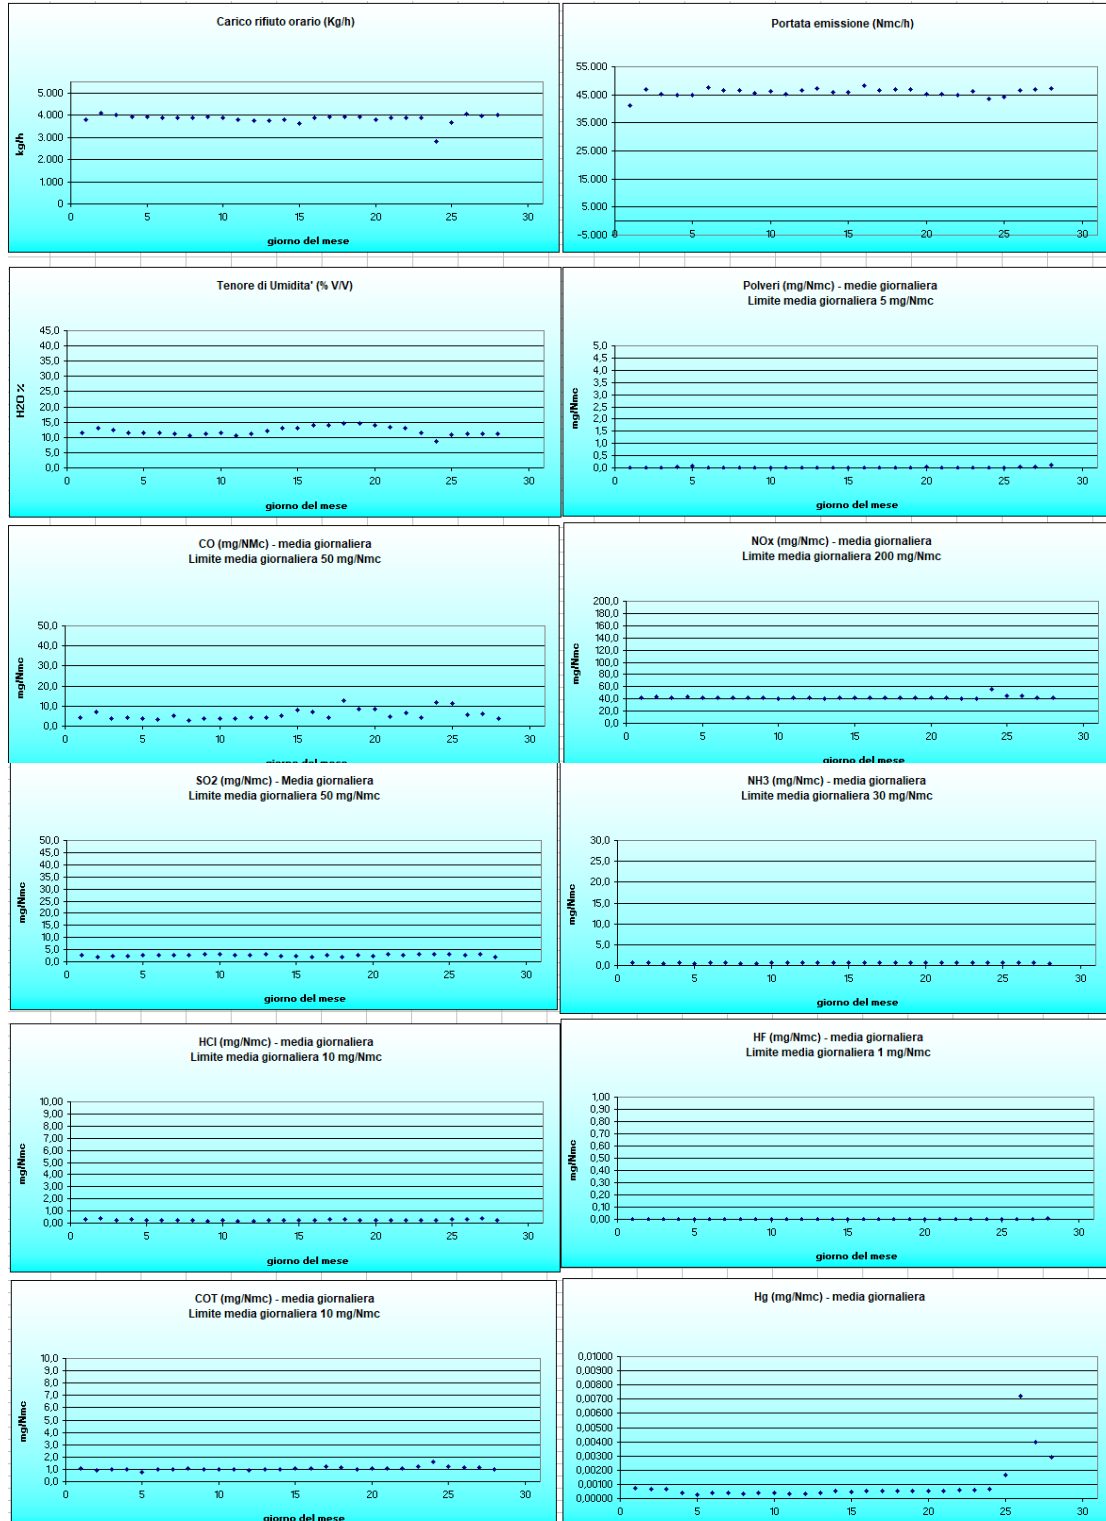 Carico rifiuto orario (Kg/h)
5.000
4.000
3.000
2.000
1.000
0
kg/h
0 5 10 15 20 25 30
giorno del mese
Portata emissione (Nmc/h)
55.000
45.000
35.000
25.000
15.000
5.000
-5.000
0 5 10 15 20 25 30
Tenore di Umidita' (% V/V)
45,0
40,0
35,0
30,0
25,0
20,0
15,0
10,0
5,0
0,0
H2O %
0 5 10 15 20 25 30
giorno del mese
Polveri (mg/Nmc) - medie giornaliera
Limite media giornaliera 5 mg/Nmc
5,0
4,5
4,0
3,5
3,0
2,5
2,0
1,5
1,0
0,5
0,0
mg/Nmc
0 5 10 15 20 25 30
giorno del mese
CO (mg/NMc) - media giornaliera
Limite media giornaliera 50 mg/Nmc
50,0
40,0
30,0
20,0
10,0
0,0
mg/Nmc
0 5 10 15 20 25 30
giorno del mese
NOx (mg/Nmc) - media giornaliera
Limite media giornaliera 200 mg/Nmc
200,0
180,0
160,0
140,0
120,0
100,0
80,0
60,0
40,0
20,0
0,0
mg/Nmc
0 5 10 15 20 25 30
giorno del mese
SO2 (mg/Nmc) - Media giornaliera
Limite media giornaliera 50 mg/Nmc
50,0
45,0
40,0
35,0
30,0
25,0
20,0
15,0
10,0
5,0
0,0
mg/Nmc
0 5 10 15 20 25 30
giorno del mese
NH3 (mg/Nmc) - media giornaliera
Limite media giornaliera 30 mg/Nmc
30,0
25,0
20,0
15,0
10,0
5,0
0,0
mg/Nmc
0 5 10 15 20 25 30
giorno del mese
HCl (mg/Nmc) - media giornaliera
Limite media giornaliera 10 mg/Nmc
10,00
9,00
8,00
7,00
6,00
5,00
4,00
3,00
2,00
1,00
0,00
mg/Nmc
0 5 10 15 20 25 30
giorno del mese
HF (mg/Nmc) - media giornaliera
Limite media giornaliera 1 mg/Nmc
1,00
0,90
0,80
0,70
0,60
0,50
0,40
0,30
0,20
0,10
0,00
mg/Nmc
0 5 10 15 20 25 30
giorno del mese
COT (mg/Nmc) - media giornaliera
Limite media giornaliera 10 mg/Nmc
10,0
9,0
8,0
7,0
6,0
5,0
4,0
3,0
2,0
1,0
0,0
mg/Nmc
0 5 10 15 20 25 30
giorno del mese
Hg (mg/Nmc) - media giornaliera
0,01000
0,00900
0,00800
0,00700
0,00600
0,00500
0,00400
0,00300
0,00200
0,00100
0,00000
0 5 10 15 20 25 30